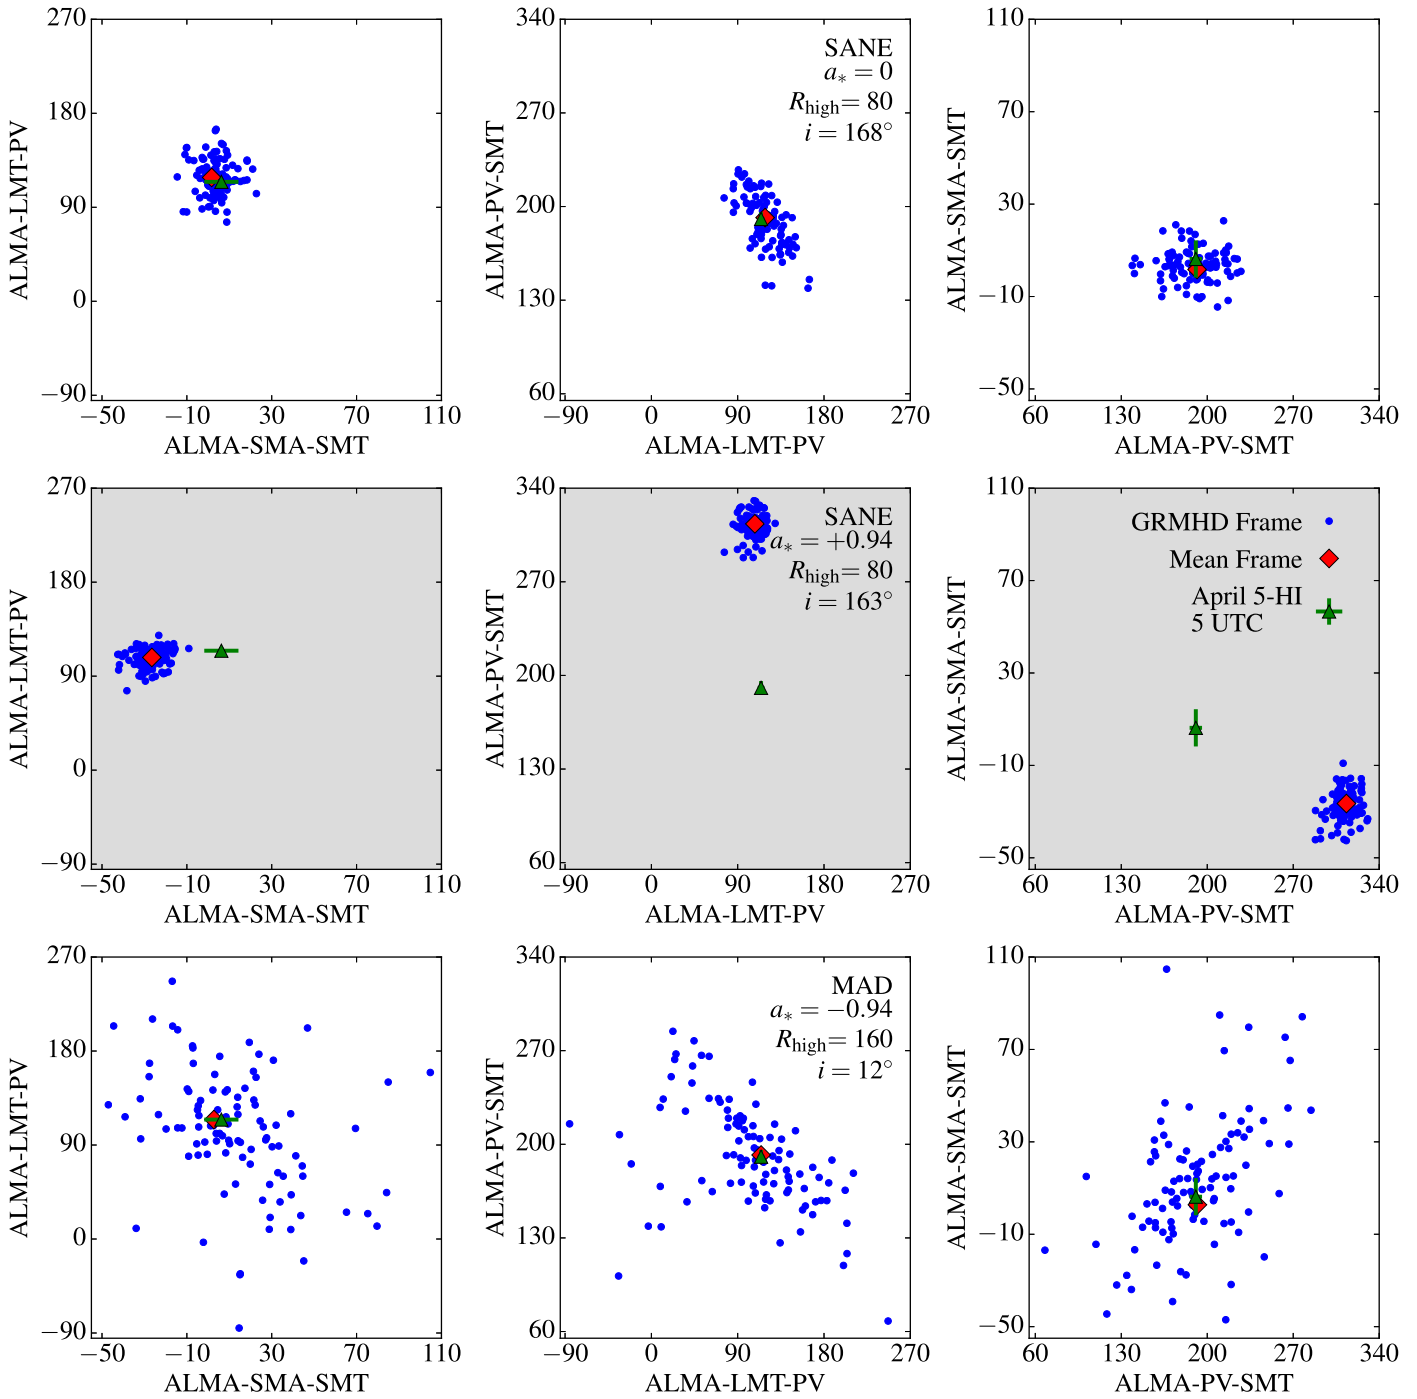 270
180
90
0
−90
ALMA-LMT-PV
−50 −10 30 70 110
ALMA-SMA-SMT
340
270
200
130
60
ALMA-PV-SMT
SANE
a* = 0
Rhigh= 80
i = 168°
−90 0 90 180 270
ALMA-LMT-PV
110
70
30
−10
−50
ALMA-SMA-SMT
60 130 200 270 340
ALMA-PV-SMT
270
180
90
0
−90
ALMA-LMT-PV
−50 −10 30 70 110
ALMA-SMA-SMT
340
270
200
130
60
ALMA-PV-SMT
SANE
a* = +0.94
Rhigh= 80
i = 163°
−90 0 90 180 270
ALMA-LMT-PV
110
70
30
−10
−50
ALMA-SMA-SMT
GRMHD Frame
Mean Frame
April 5-HI
5 UTC
60 130 200 270 340
ALMA-PV-SMT
270
180
90
0
−90
ALMA-LMT-PV
−50 −10 30 70 110
ALMA-SMA-SMT
340
270
200
130
60
ALMA-PV-SMT
MAD
a* = −0.94
Rhigh= 160
i = 12°
−90 0 90 180 270
ALMA-LMT-PV
110
70
30
−10
−50
ALMA-SMA-SMT
60 130 200 270 340
ALMA-PV-SMT